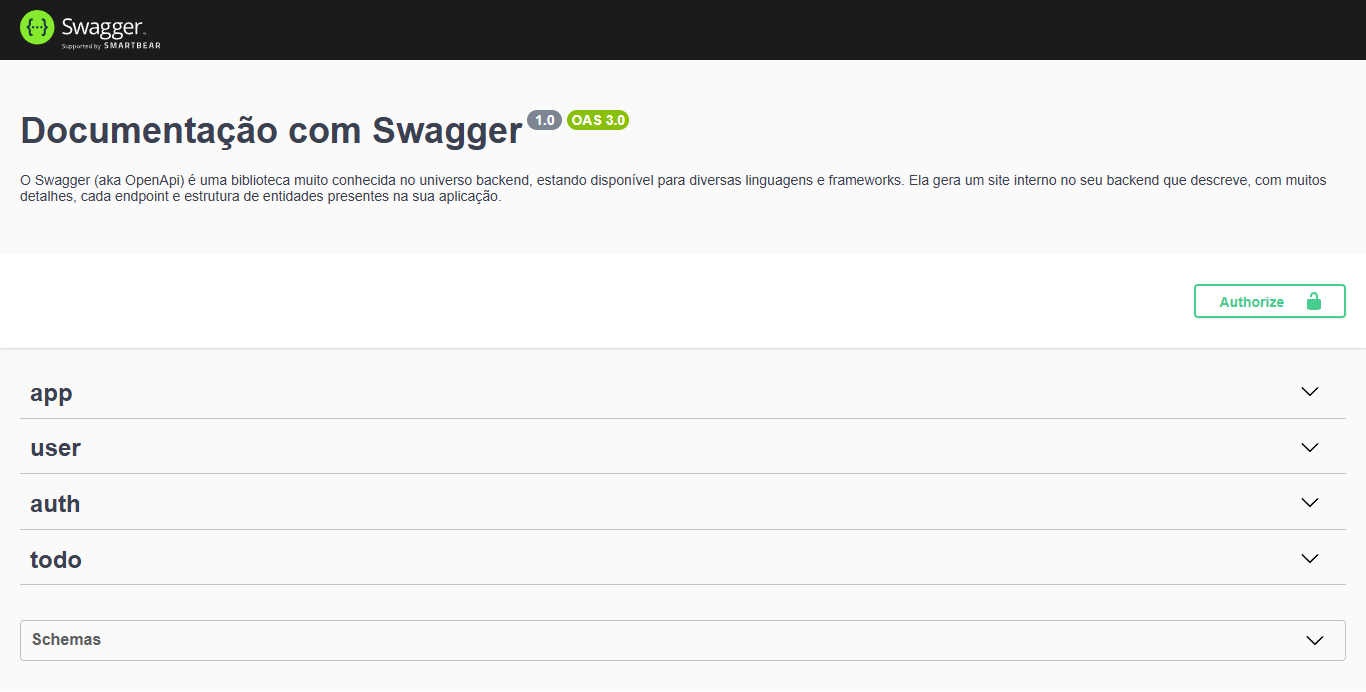 {···} Swagger
Supported by SMARTBEAR
Documentação com Swagger 1.0 OAS 3.0
O Swagger (aka OpenApi) é uma biblioteca muito conhecida no universo backend, estando disponível para diversas linguagens e frameworks. Ela gera um site interno no seu backend que descreve, com muitos
detalhes, cada endpoint e estrutura de entidades presentes na sua aplicação.
Authorize
app
user
auth
todo
Schemas